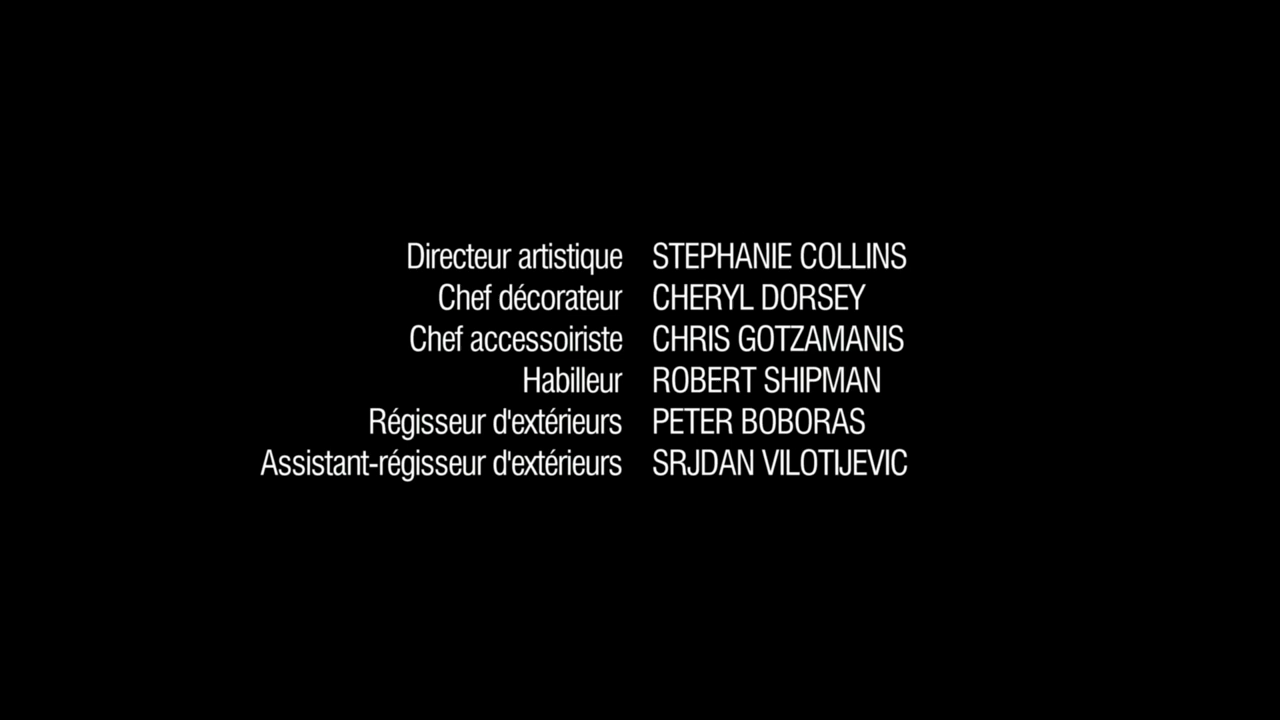 Directeur artistique STEPHANIE COLLINS
Chef décorateur CHERYL DORSEY
Chef accessoiriste CHRIS GOTZAMANIS
Habilleur ROBERT SHIPMAN
Régisseur d'extérieurs PETER BOBORAS
Assistant-régisseur d'extérieurs SRJDAN VILOTIJEVIC